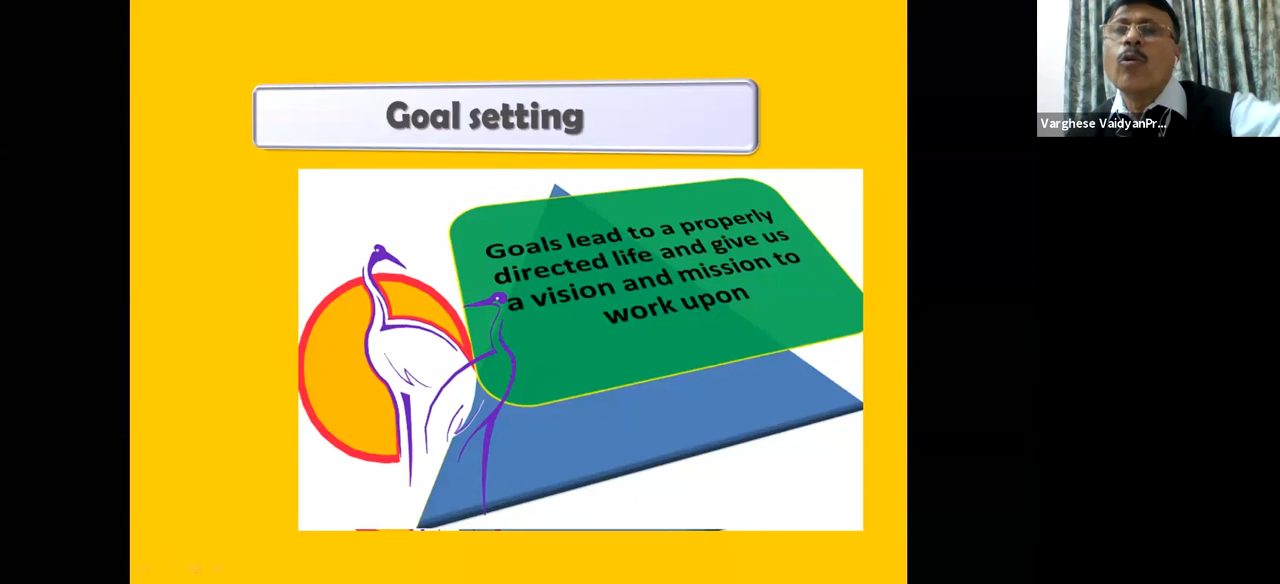 Goal setting
Goals lead to a properly
directed life and give us
a vision and mission to
work upon
Varghese VaidyanPr...